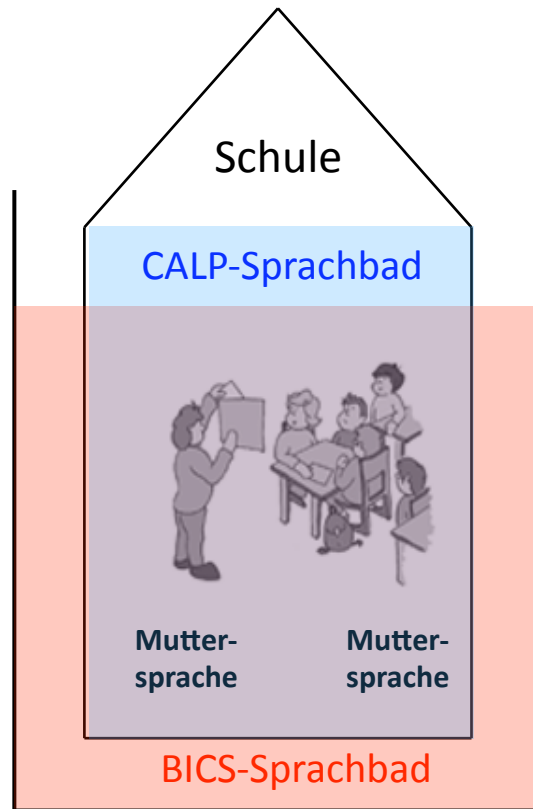 Schule
CALP-Sprachbad
Mutter- Mutter-
sprache sprache
BICS-Sprachbad